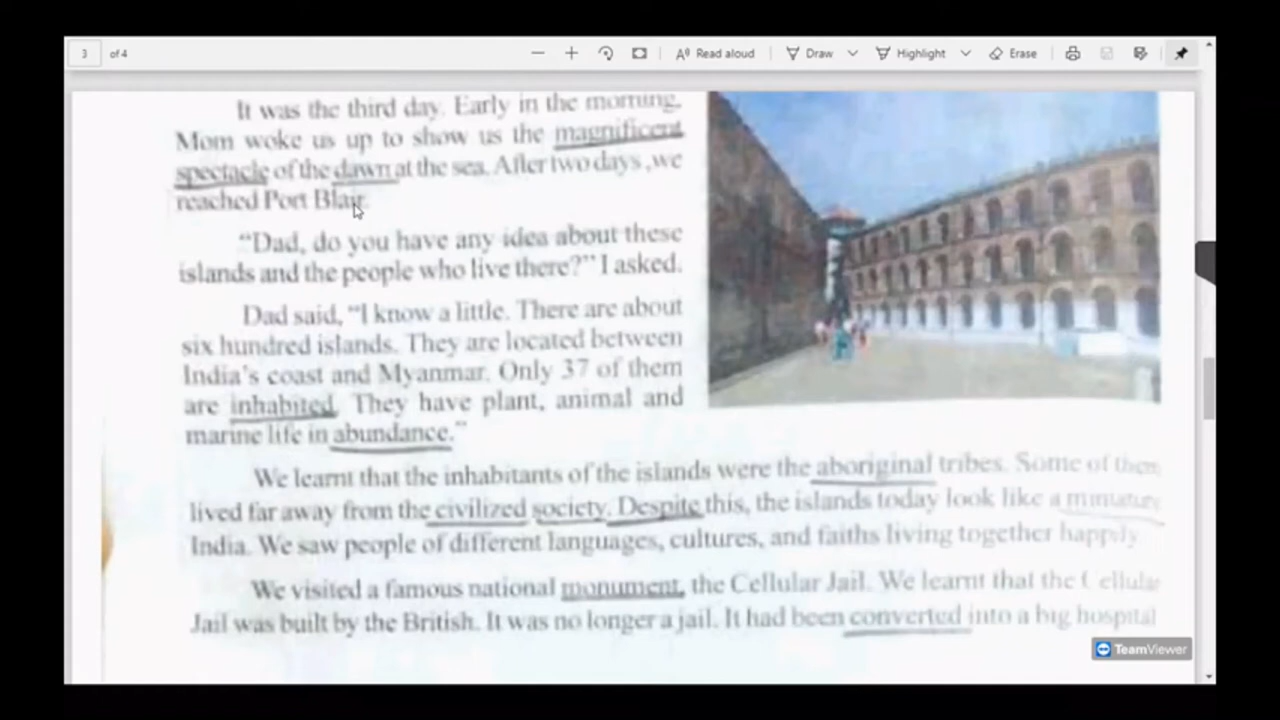 3 of 4
Read aloud
Draw
Highlight
Erase
It was the third day. Early in the morning,
Mom woke us up to show us the magnificent
spectacle of the dawn at the sea. After two days ,we
reached Port Blair.
“Dad, do you have any idea about these
islands and the people who live there?” I asked.
Dad said, “I know a little. There are about
six hundred islands. They are located between
India’s coast and Myanmar. Only 37 of them
are inhabited. They have plant, animal and
marine life in abundance.”
We learnt that the inhabitants of the islands were the aboriginal tribes. Some of them
lived far away from the civilized society. Despite this, the islands today look like a miniature
India. We saw people of different languages, cultures, and faiths living together happily
We visited a famous national monument, the Cellular Jail. We learnt that the Cellular
Jail was built by the British. It was no longer a jail. It had been converted into a big hospital
TeamViewer